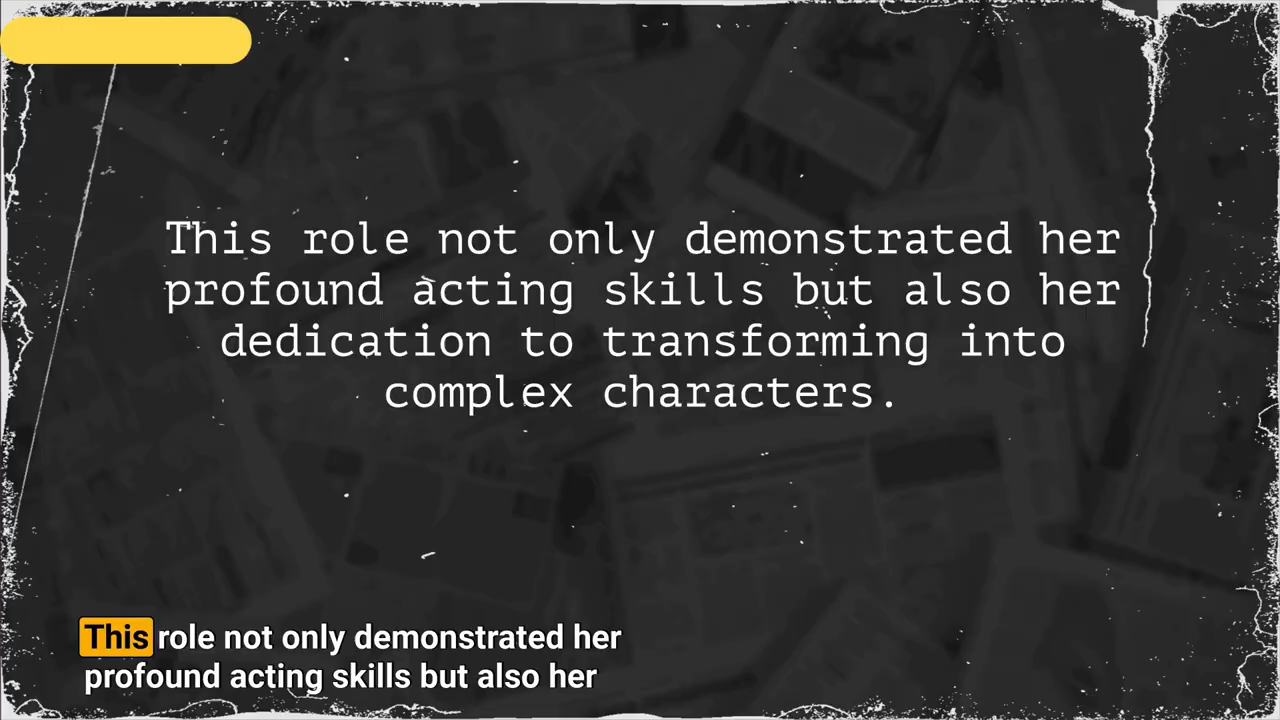 This role not only demonstrated her
profound acting skills but also her
dedication to transforming into
complex characters.
This role not only demonstrated her
profound acting skills but also her